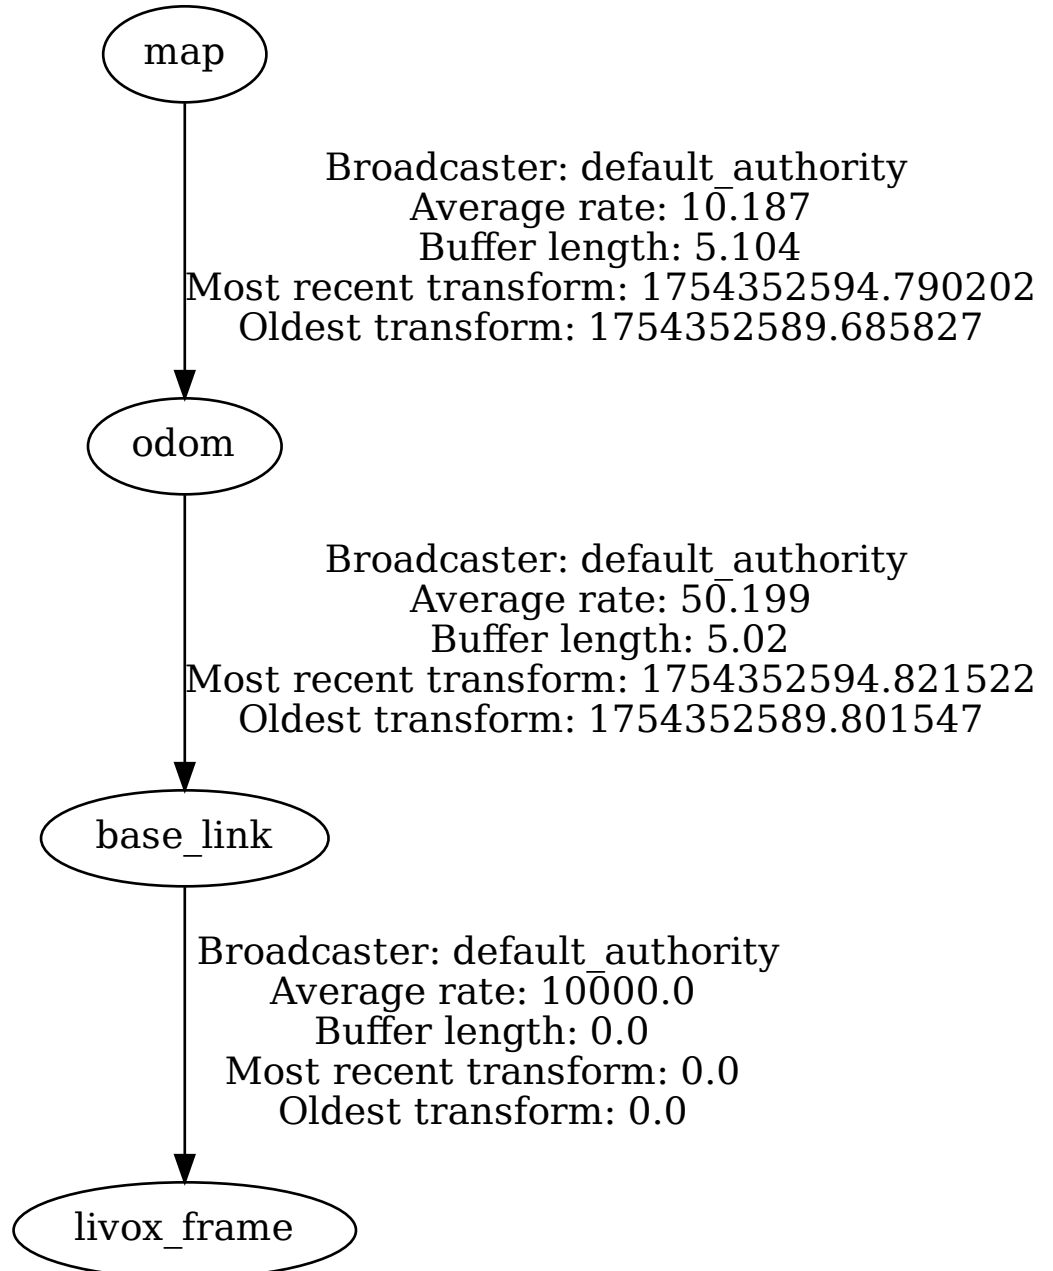 map
Broadcaster: default_authority
Average rate: 10.187
Buffer length: 5.104
Most recent transform: 1754352594.790202
Oldest transform: 1754352589.685827
odom
Broadcaster: default_authority
Average rate: 50.199
Buffer length: 5.02
Most recent transform: 1754352594.821522
Oldest transform: 1754352589.801547
base_link
Broadcaster: default_authority
Average rate: 10000.0
Buffer length: 0.0
Most recent transform: 0.0
Oldest transform: 0.0
livox_frame